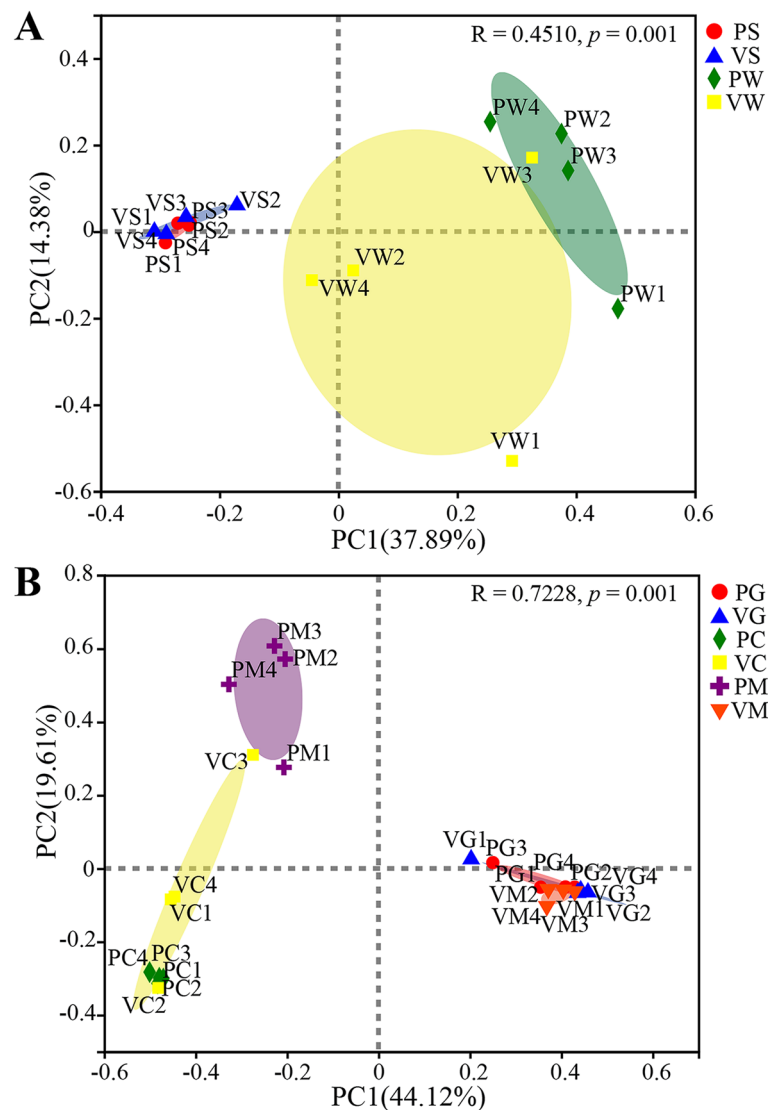 A
R = 0.4510, p = 0.001
PS
VS
PW
VW
0.4
0.2
0
-0.2
-0.4
-0.6
PC2(14.38%)
PW4
PW2
PW3
VW3
PW1
VS1
VS3
PS3
VS2
VS4
PS2
PS4
PS1
VW2
VW4
VW1
-0.4
-0.2
0
0.2
0.4
0.6
PC1(37.89%)
B
R = 0.7228, p = 0.001
PG
VG
PC
VC
PM
VM
0.8
0.6
0.4
0.2
0
-0.2
-0.4
PC2(19.61%)
PM3
PM2
PM4
PM1
VC3
VC4
VC1
PC4
PC3
PC1
PC2
VC2
VG1
PG3
PG4
PG2
VG4
PG1
VM2
VG3
VM4
VM1
VG2
VM3
-0.6
-0.4
-0.2
0
0.2
0.4
0.6
PC1(44.12%)